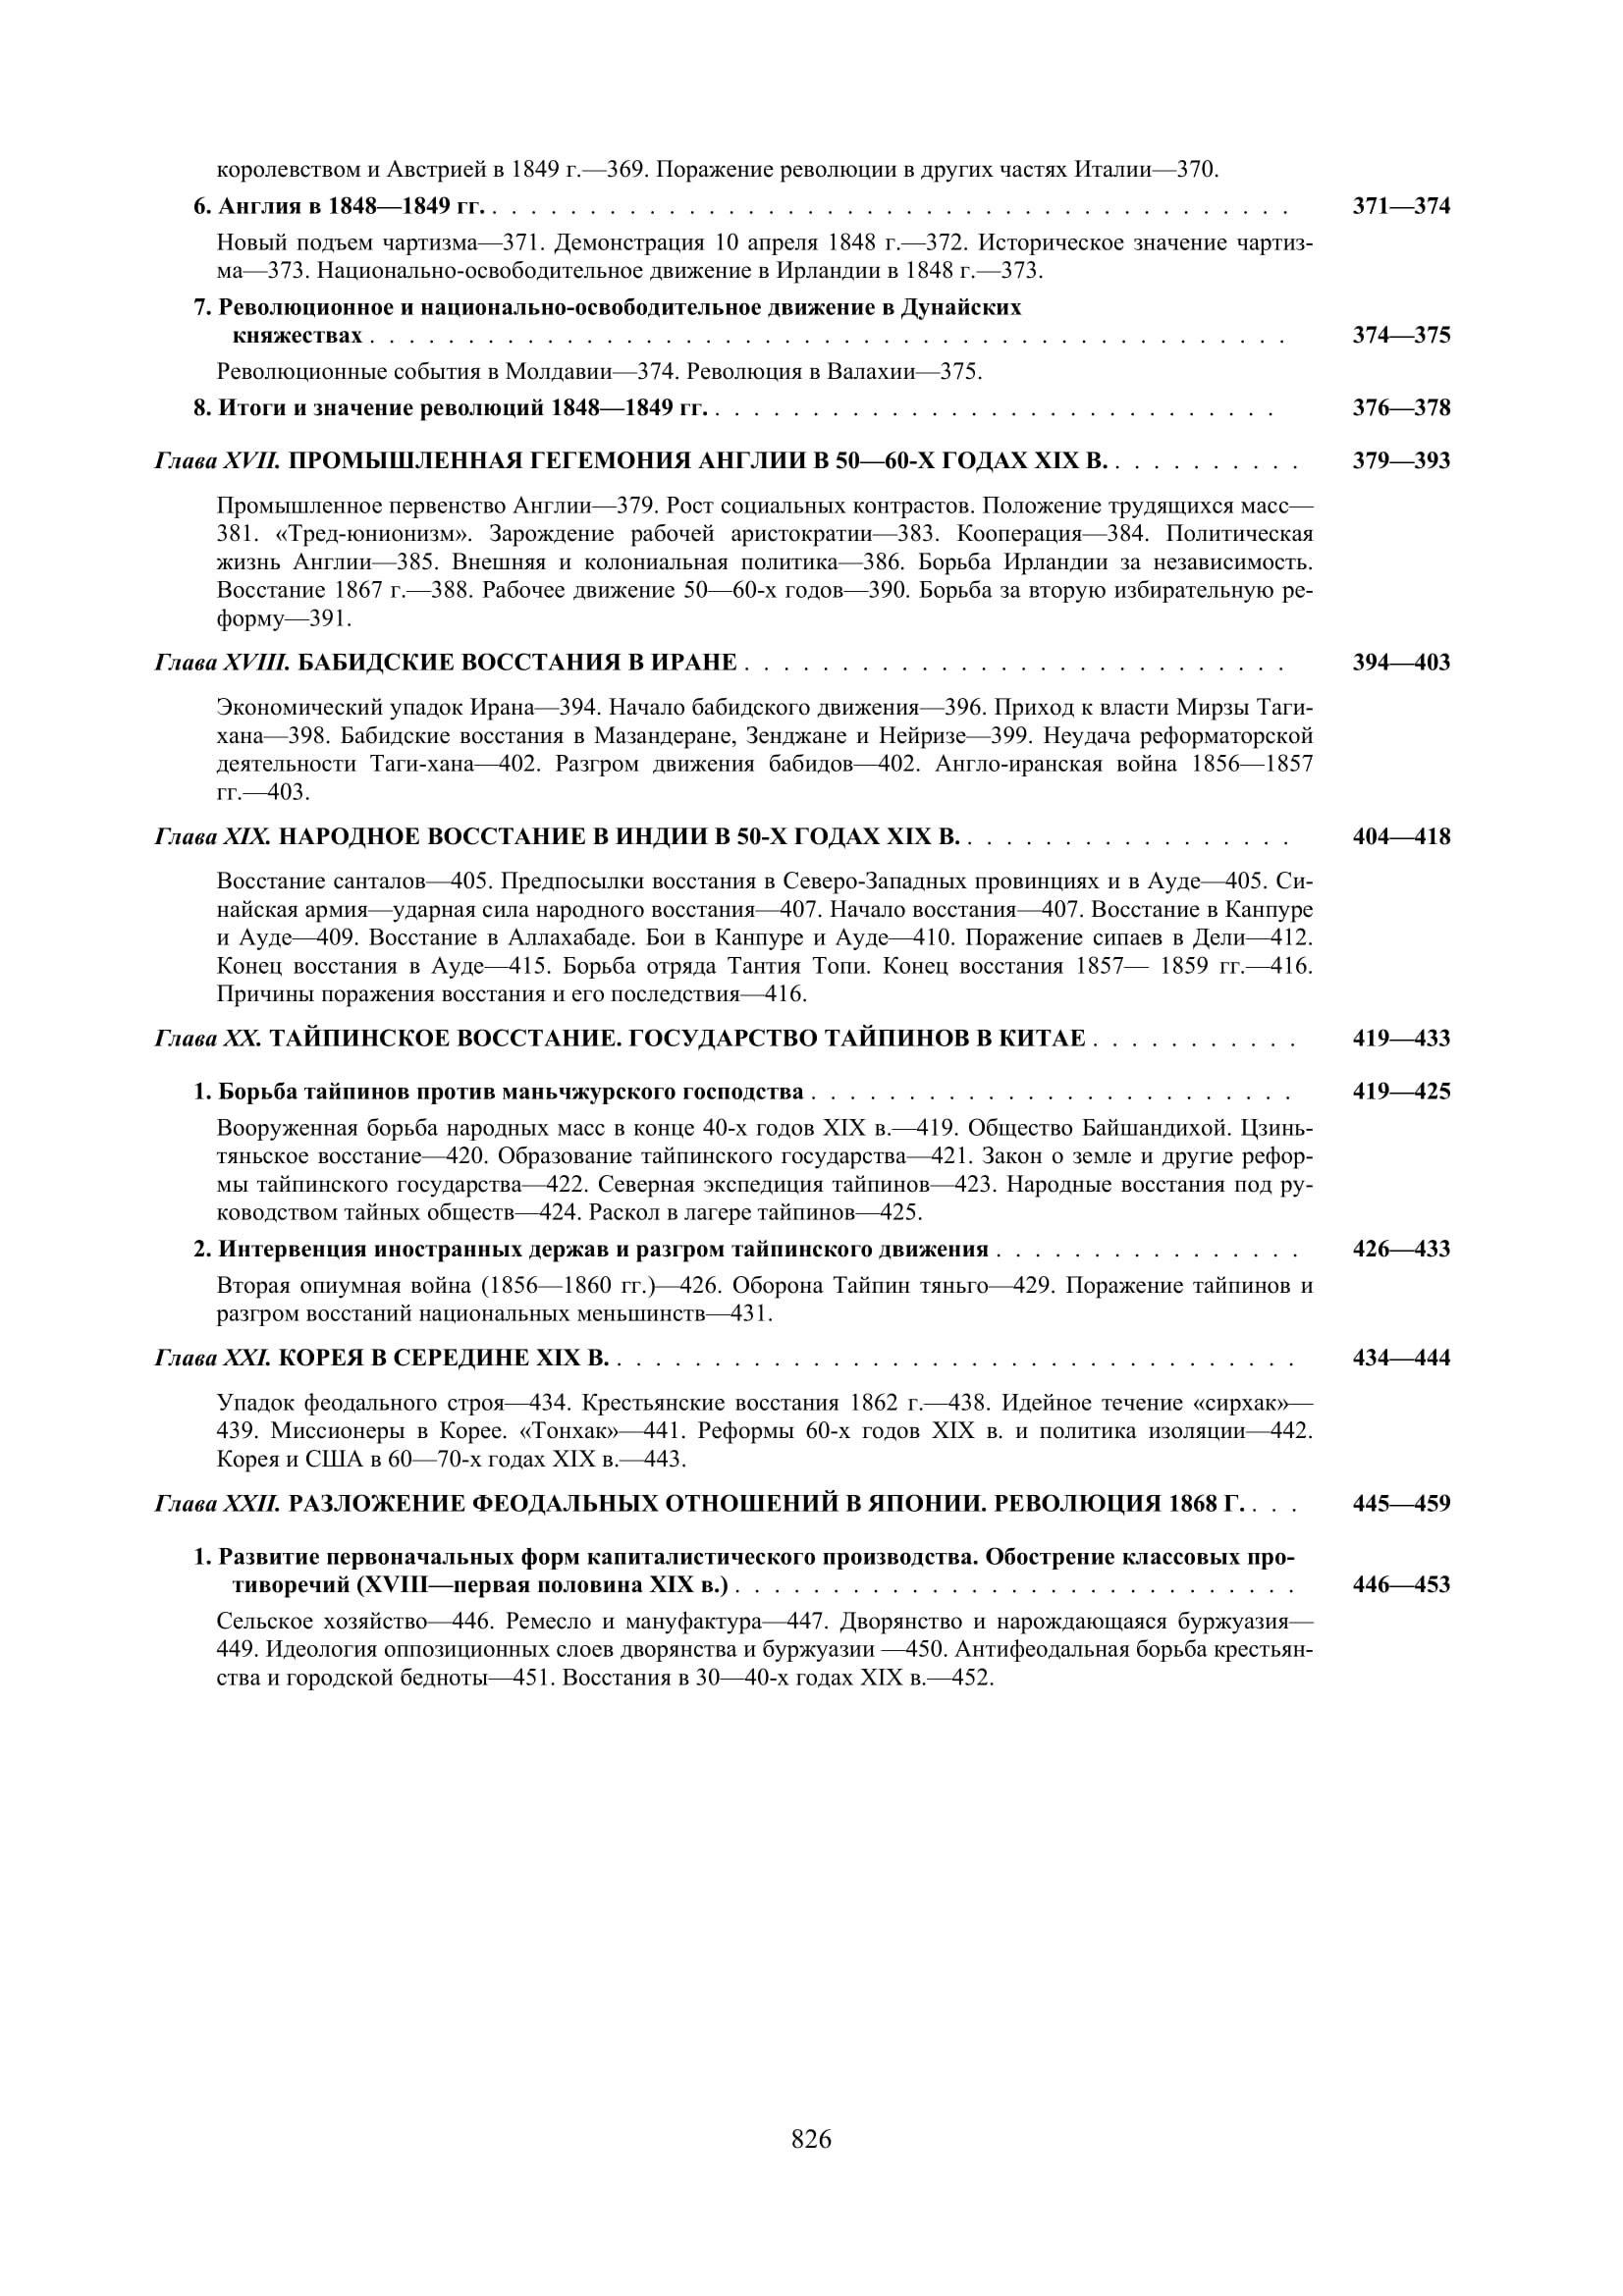 королевством и Австрией в 1849 г.—369. Поражение революции в других частях Италии—370.
6. Англия в 1848—1849 гг. . . . . . . . . . . . . . . . . . . . . . . . . . . . . . . . . . . . . . . . . . 371—374
Новый подъем чартизма—371. Демонстрация 10 апреля 1848 г.—372. Историческое значение чартиз-
ма—373. Национально-освободительное движение в Ирландии в 1848 г.—373.
7. Революционное и национально-освободительное движение в Дунайских
княжествах . . . . . . . . . . . . . . . . . . . . . . . . . . . . . . . . . . . . . . . . . . . . . . . 374—375
Революционные события в Молдавии—374. Революция в Валахии—375.
8. Итоги и значение революций 1848—1849 гг. . . . . . . . . . . . . . . . . . . . . . . . . . . . . . 376—378
Глава XVII. ПРОМЫШЛЕННАЯ ГЕГЕМОНИЯ АНГЛИИ В 50—60-Х ГОДАХ XIX В. . . . . . . . . . . 379—393
Промышленное первенство Англии—379. Рост социальных контрастов. Положение трудящихся масс—
381. «Тред-юнионизм». Зарождение рабочей аристократии—383. Кооперация—384. Политическая
жизнь Англии—385. Внешняя и колониальная политика—386. Борьба Ирландии за независимость.
Восстание 1867 г.—388. Рабочее движение 50—60-х годов—390. Борьба за вторую избирательную ре-
форму—391.
Глава XVIII. БАБИДСКИЕ ВОССТАНИЯ В ИРАНЕ . . . . . . . . . . . . . . . . . . . . . . . . . . . . 394—403
Экономический упадок Ирана—394. Начало бабидского движения—396. Приход к власти Мирзы Таги-
хана—398. Бабидские восстания в Мазандеране, Зенджане и Нейризе—399. Неудача реформаторской
деятельности Таги-хана—402. Разгром движения бабидов—402. Англо-иранская война 1856—1857
гг.—403.
Глава XIX. НАРОДНОЕ ВОССТАНИЕ В ИНДИИ В 50-Х ГОДАХ XIX В. . . . . . . . . . . . . . . . . . 404—418
Восстание санталов—405. Предпосылки восстания в Северо-Западных провинциях и в Ауде—405. Си-
найская армия—ударная сила народного восстания—407. Начало восстания—407. Восстание в Канпуре
и Ауде—409. Восстание в Аллахабаде. Бои в Канпуре и Ауде—410. Поражение сипаев в Дели—412.
Конец восстания в Ауде—415. Борьба отряда Тантия Топи. Конец восстания 1857— 1859 гг.—416.
Причины поражения восстания и его последствия—416.
Глава XX. ТАЙПИНСКОЕ ВОССТАНИЕ. ГОСУДАРСТВО ТАЙПИНОВ В КИТАЕ . . . . . . . . . . . 419—433
1. Борьба тайпинов против маньчжурского господства . . . . . . . . . . . . . . . . . . . . . . . . . 419—425
Вооруженная борьба народных масс в конце 40-х годов XIX в.—419. Общество Байшандихой. Цзинь-
тяньское восстание—420. Образование тайпинского государства—421. Закон о земле и другие рефор-
мы тайпинского государства—422. Северная экспедиция тайпинов—423. Народные восстания под ру-
ководством тайных обществ—424. Раскол в лагере тайпинов—425.
2. Интервенция иностранных держав и разгром тайпинского движения . . . . . . . . . . . . . . . . 426—433
Вторая опиумная война (1856—1860 гг.)—426. Оборона Тайпин тяньго—429. Поражение тайпинов и
разгром восстаний национальных меньшинств—431.
Глава XXI. КОРЕЯ В СЕРЕДИНЕ XIX В. . . . . . . . . . . . . . . . . . . . . . . . . . . . . . . . . . . . 434—444
Упадок феодального строя—434. Крестьянские восстания 1862 г.—438. Идейное течение «сирхак»—
439. Миссионеры в Корее. «Тонхак»—441. Реформы 60-х годов XIX в. и политика изоляции—442.
Корея и США в 60—70-х годах XIX в.—443.
Глава XXII. РАЗЛОЖЕНИЕ ФЕОДАЛЬНЫХ ОТНОШЕНИЙ В ЯПОНИИ. РЕВОЛЮЦИЯ 1868 Г. . . . 445—459
1. Развитие первоначальных форм капиталистического производства. Обострение классовых про-
тиворечий (XVIII—первая половина XIX в.) . . . . . . . . . . . . . . . . . . . . . . . . . . . . . 446—453
Сельское хозяйство—446. Ремесло и мануфактура—447. Дворянство и нарождающаяся буржуазия—
449. Идеология оппозиционных слоев дворянства и буржуазии —450. Антифеодальная борьба крестьян-
ства и городской бедноты—451. Восстания в 30—40-х годах XIX в.—452.
826